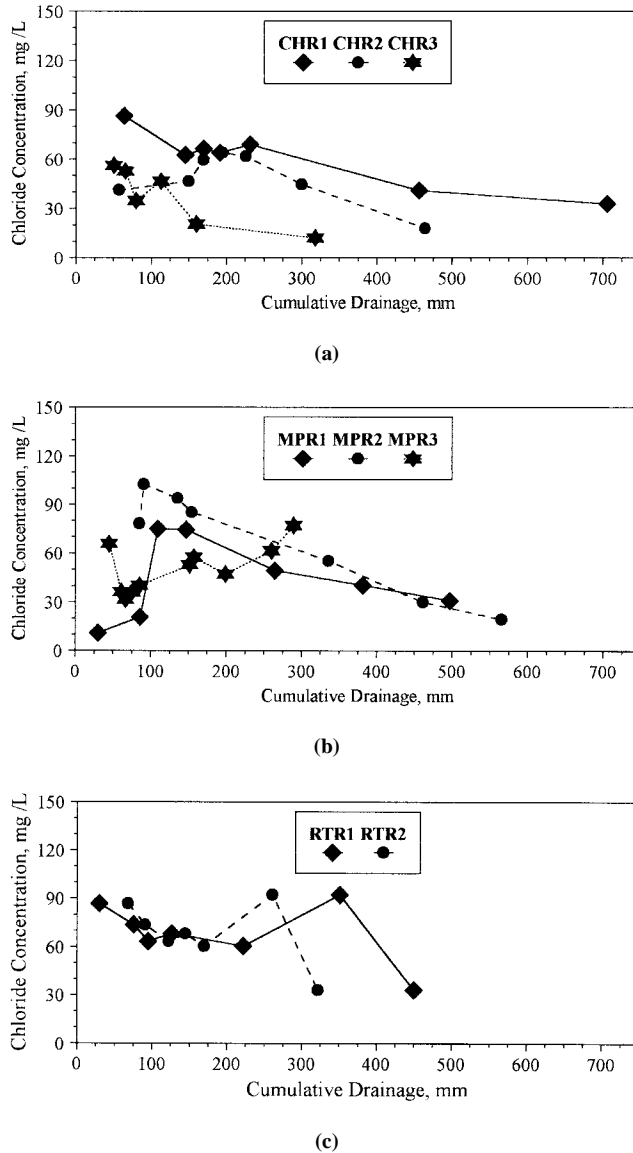 150
CHR1 CHR2 CHR3
120
90
60
30
0
0 100 200 300 400 500 600 700
Chloride Concentration, mg /L
Cumulative Drainage, mm
(a)
150
MPR1 MPR2 MPR3
120
90
60
30
0
0 100 200 300 400 500 600 700
Chloride Concentration, mg /L
Cumulative Drainage, mm
(b)
150
RTR1 RTR2
120
90
60
30
0
0 100 200 300 400 500 600 700
Chloride Concentration, mg /L
Cumulative Drainage, mm
(c)